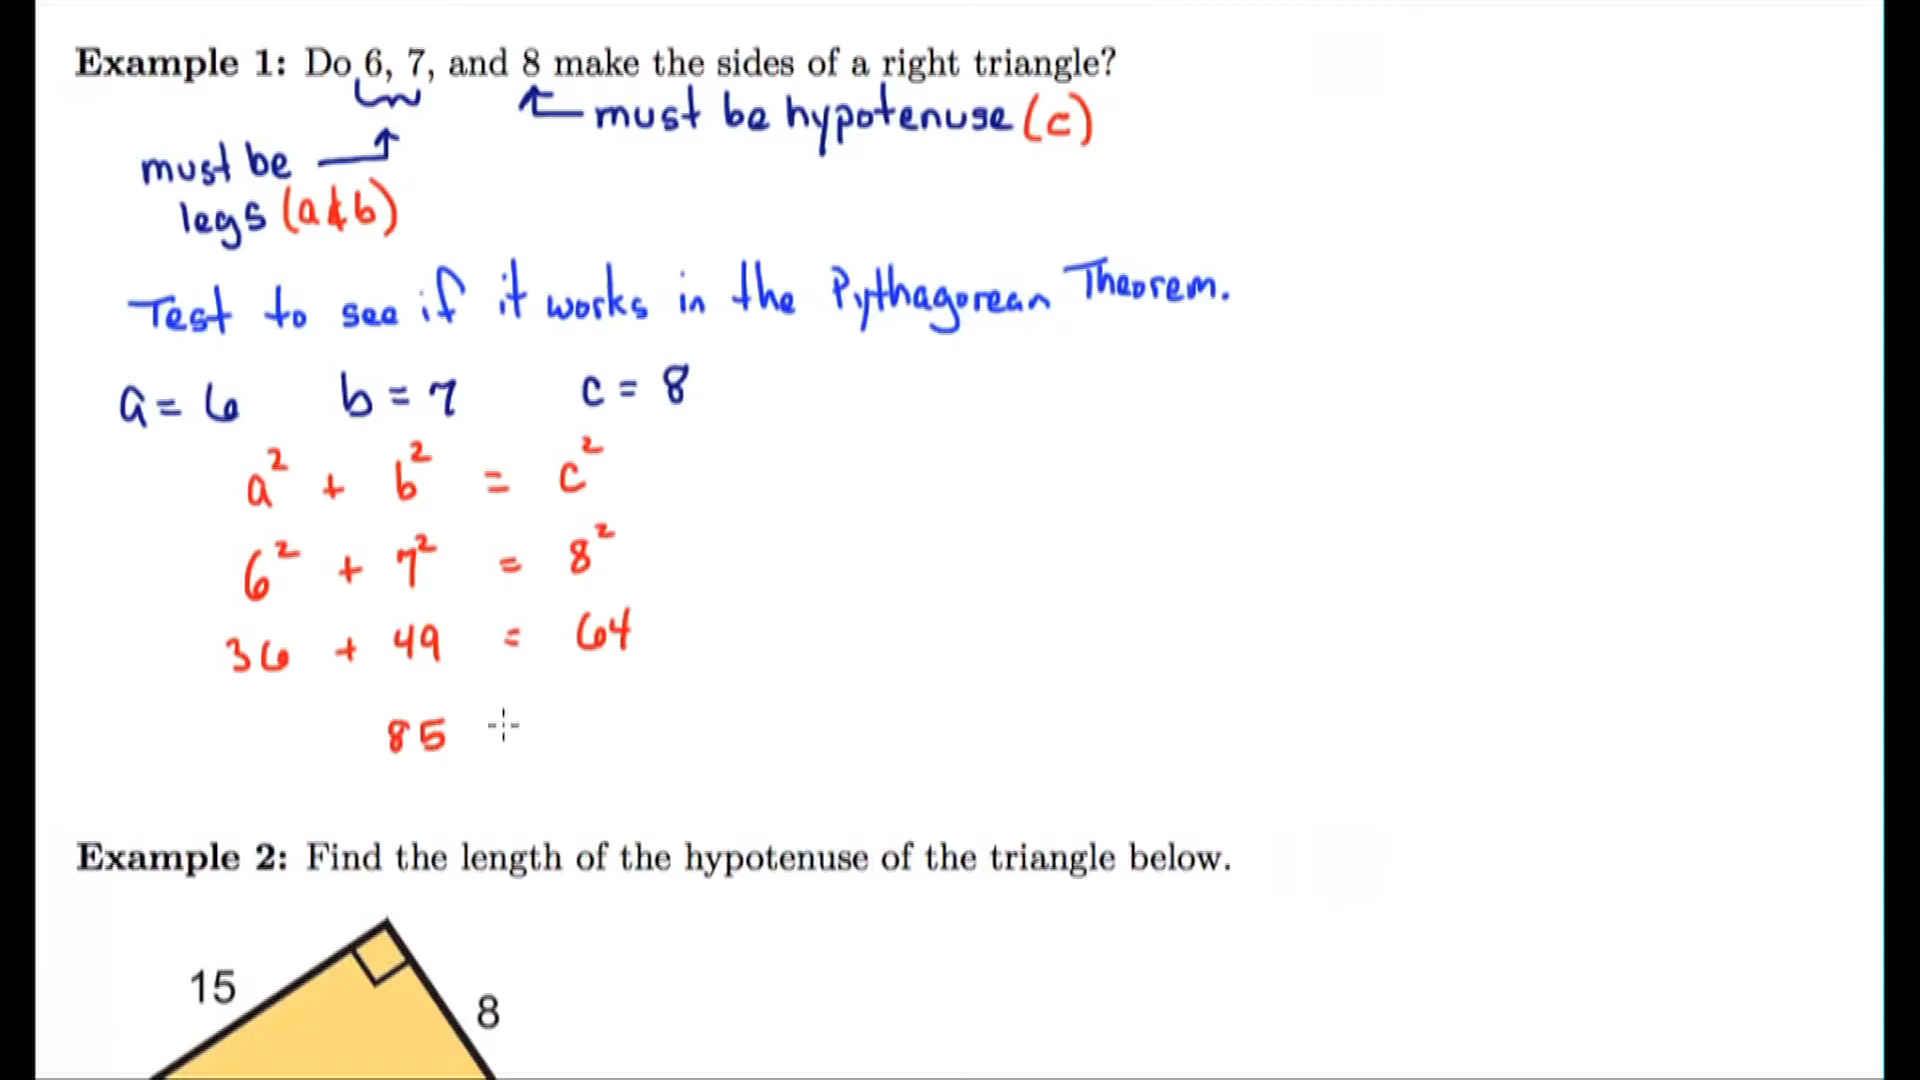 Example 1: Do 6, 7, and 8 make the sides of a right triangle?
must be hypotenuse (c)
must be
legs (a & b)
Test to see if it works in the Pythagorean Theorem.
a = 6 b = 7 c = 8
a² + b² = c²
6² + 7² = 8²
36 + 49 = 64
85
Example 2: Find the length of the hypotenuse of the triangle below.
15
8